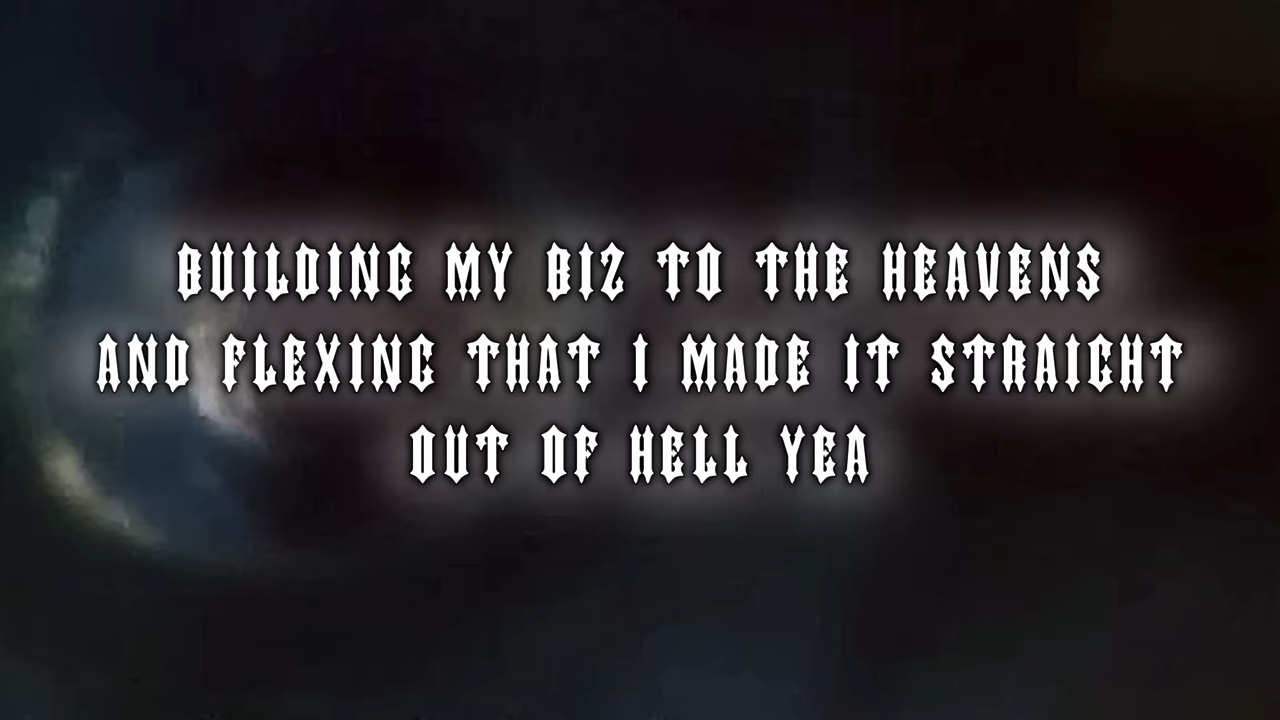 BUILDING MY BIZ TO THE HEAVENS
AND FLEXING THAT I MADE IT STRAIGHT
OUT OF HELL YEA